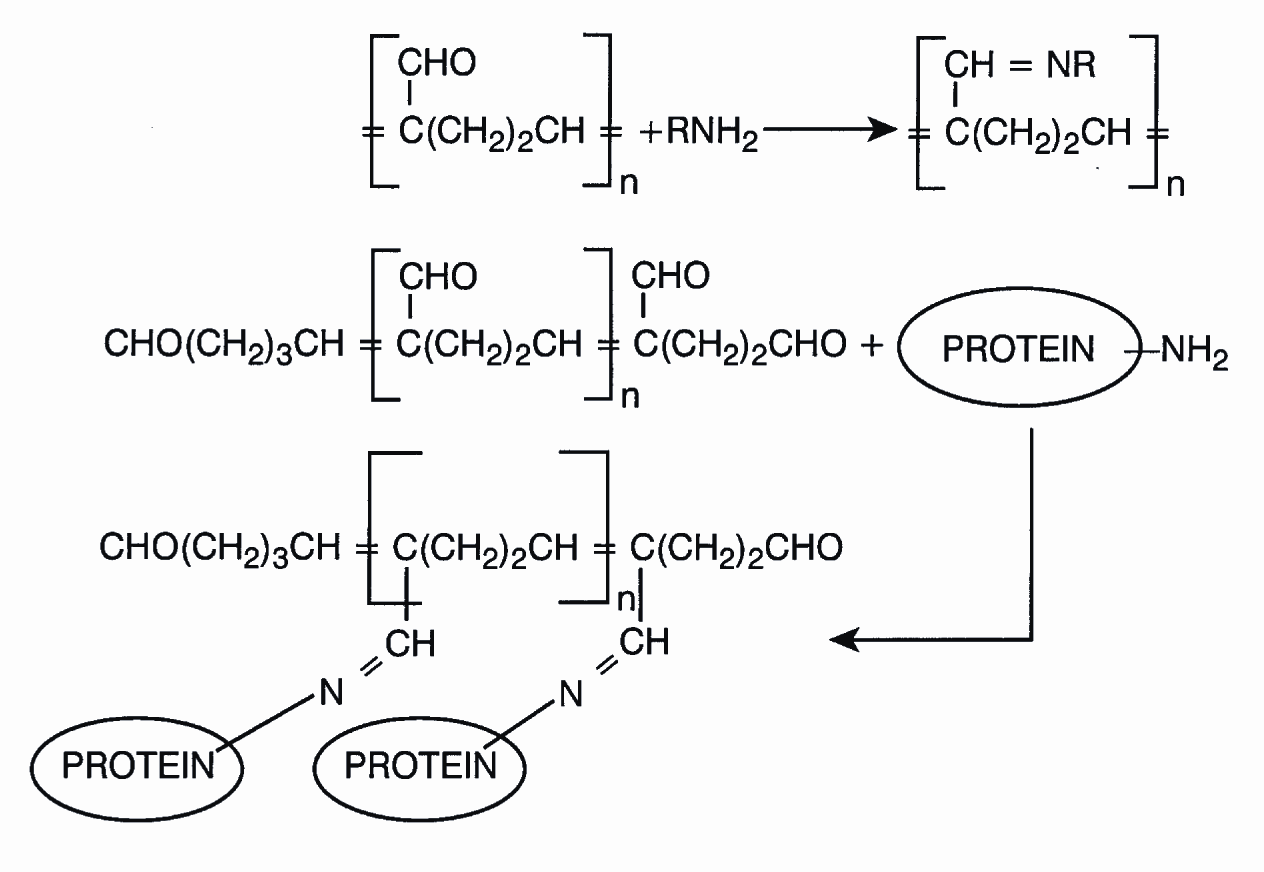 CHO CH = NR
= C(CH2)2CH = +RNH2 = C(CH2)2CH =
n n
CHO CHO
CHO(CH2)3CH = C(CH2)2CH = C(CH2)2CHO + PROTEIN —NH2
n
CHO(CH2)3CH = C(CH2)2CH = C(CH2)2CHO
n
CH CH
N N
PROTEIN PROTEIN